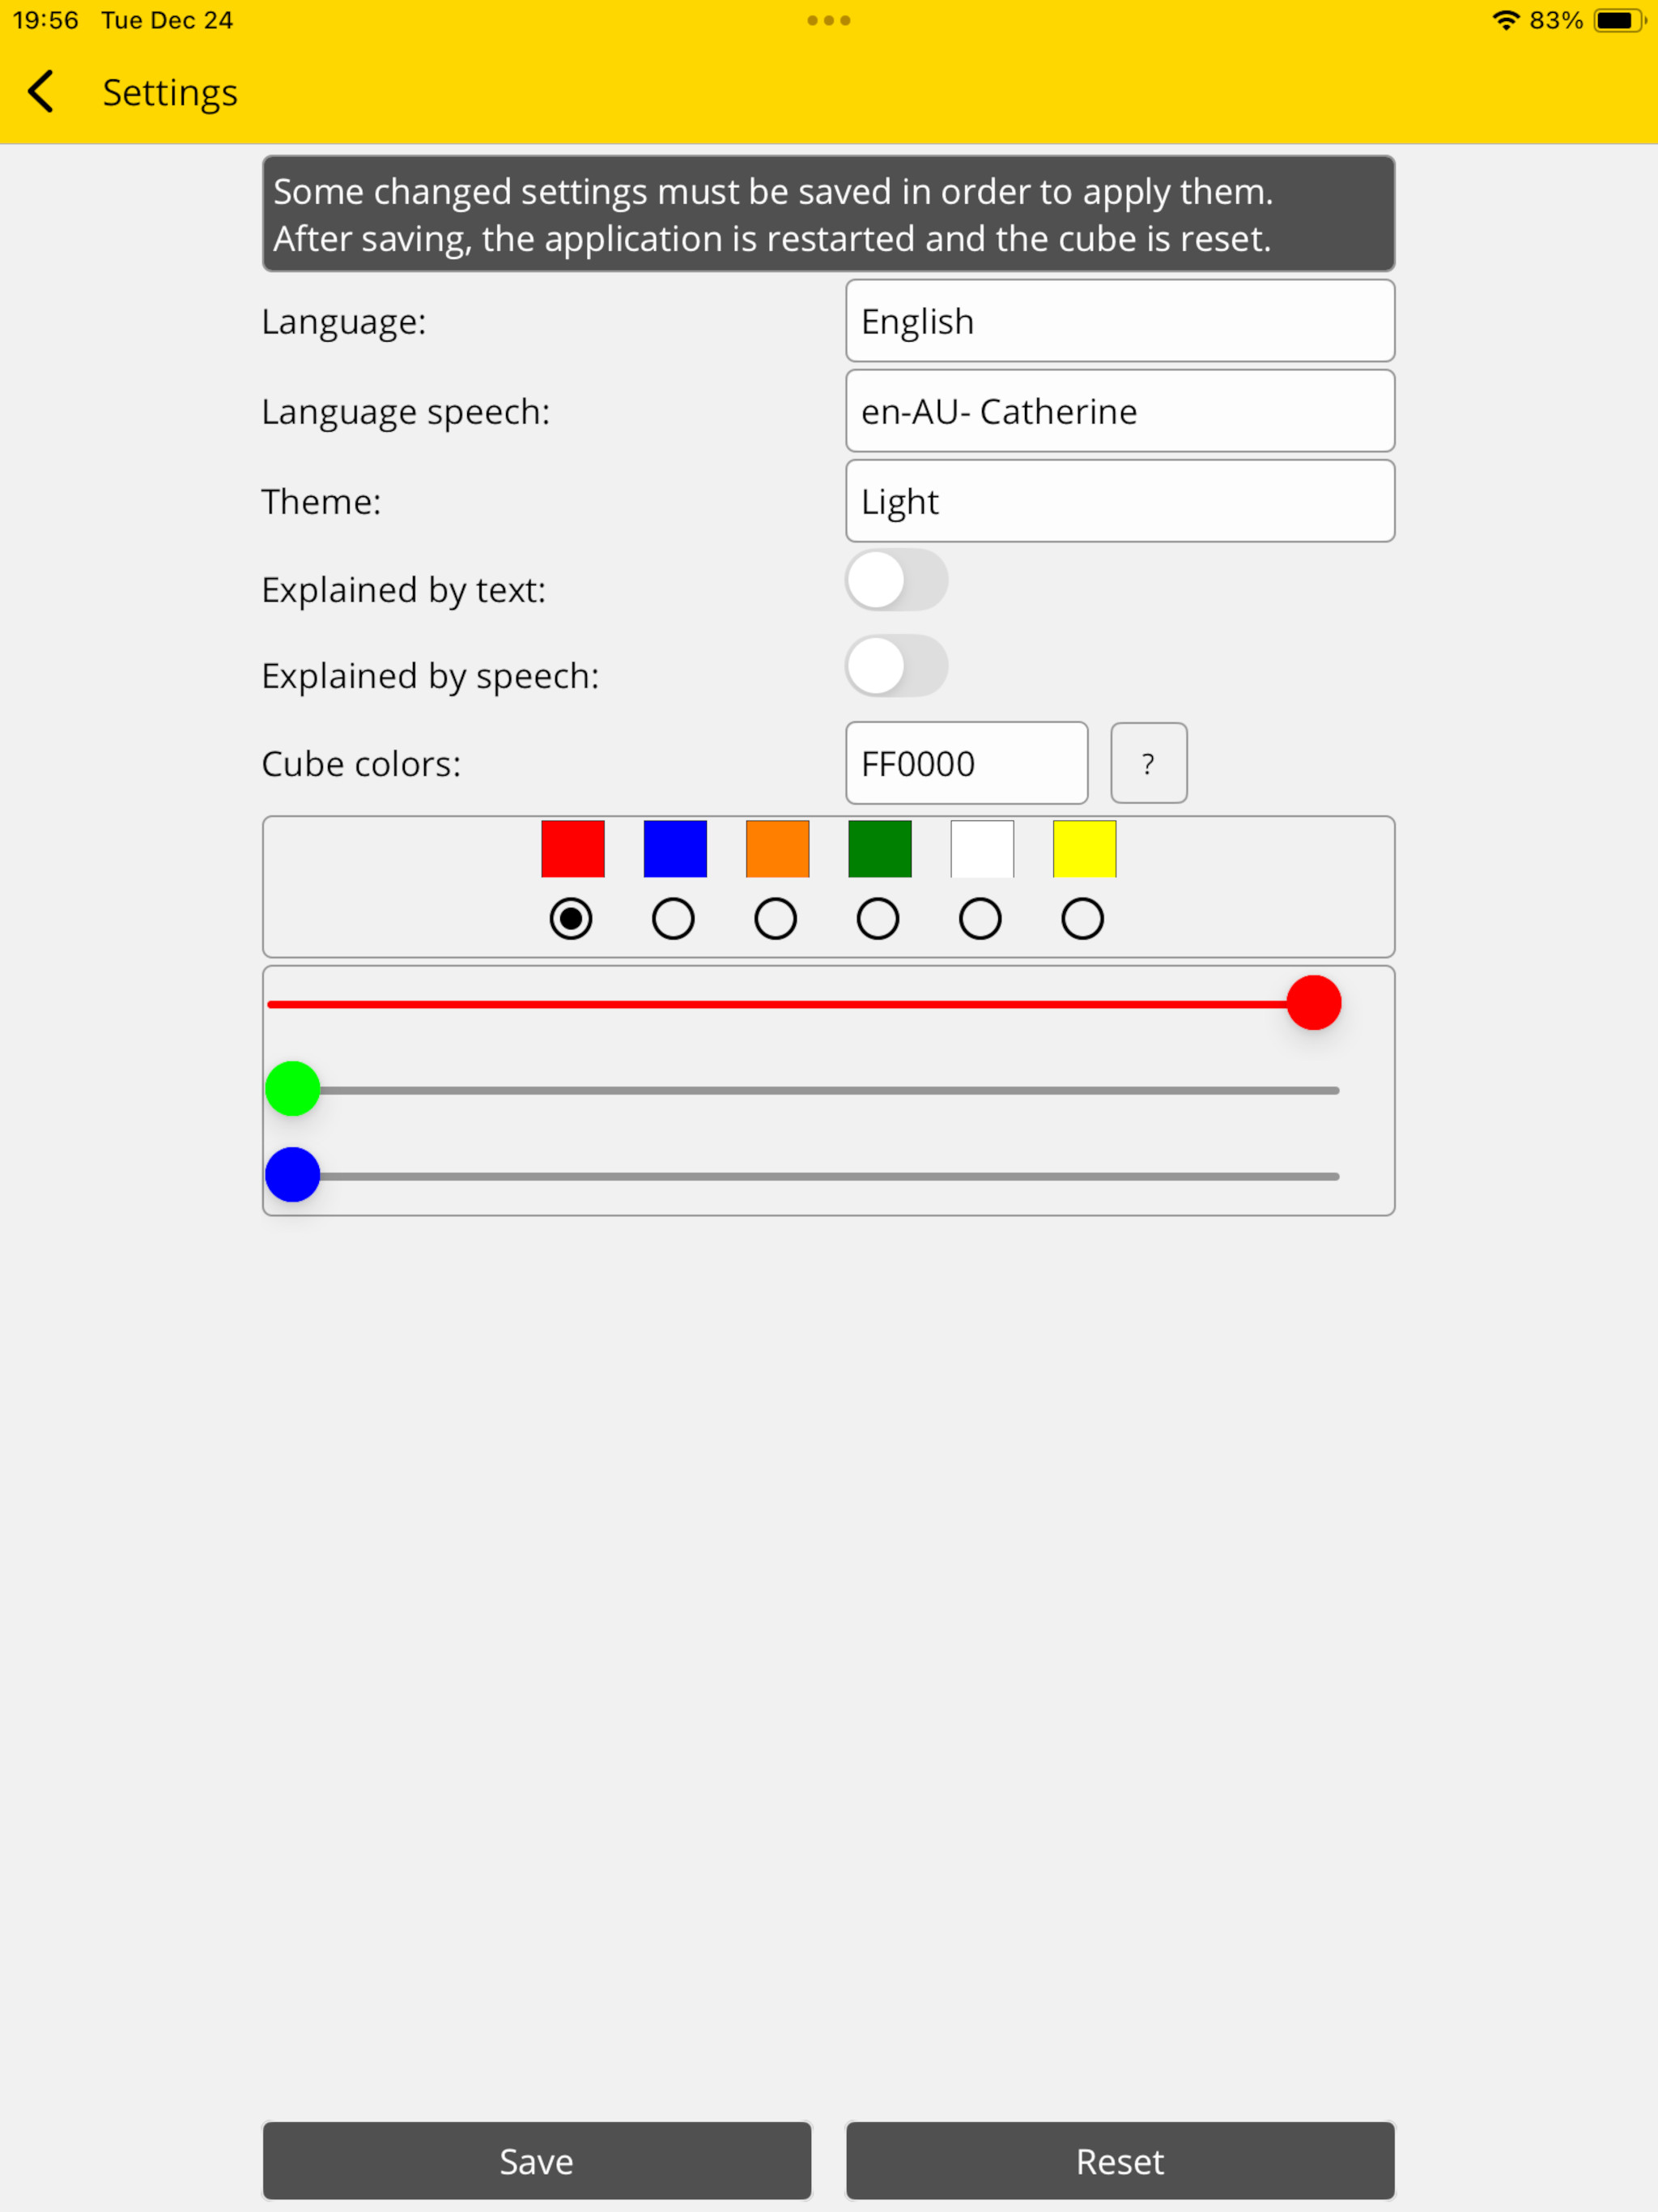 19:56 Tue Dec 24
83%
Settings
Some changed settings must be saved in order to apply them.
After saving, the application is restarted and the cube is reset.
Language: English
Language speech: en-AU- Catherine
Theme: Light
Explained by text:
Explained by speech:
Cube colors: FF0000 ?
Save Reset